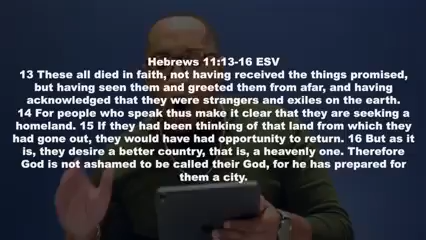 Hebrews 11:13-16 ESV
13 These all died in faith, not having received the things promised,
but having seen them and greeted them from afar, and having
acknowledged that they were strangers and exiles on the earth.
14 For people who speak thus make it clear that they are seeking a
homeland. 15 If they had been thinking of that land from which they
had gone out, they would have had opportunity to return. 16 But as it
is, they desire a better country, that is, a heavenly one. Therefore
God is not ashamed to be called their God, for he has prepared for
them a city.